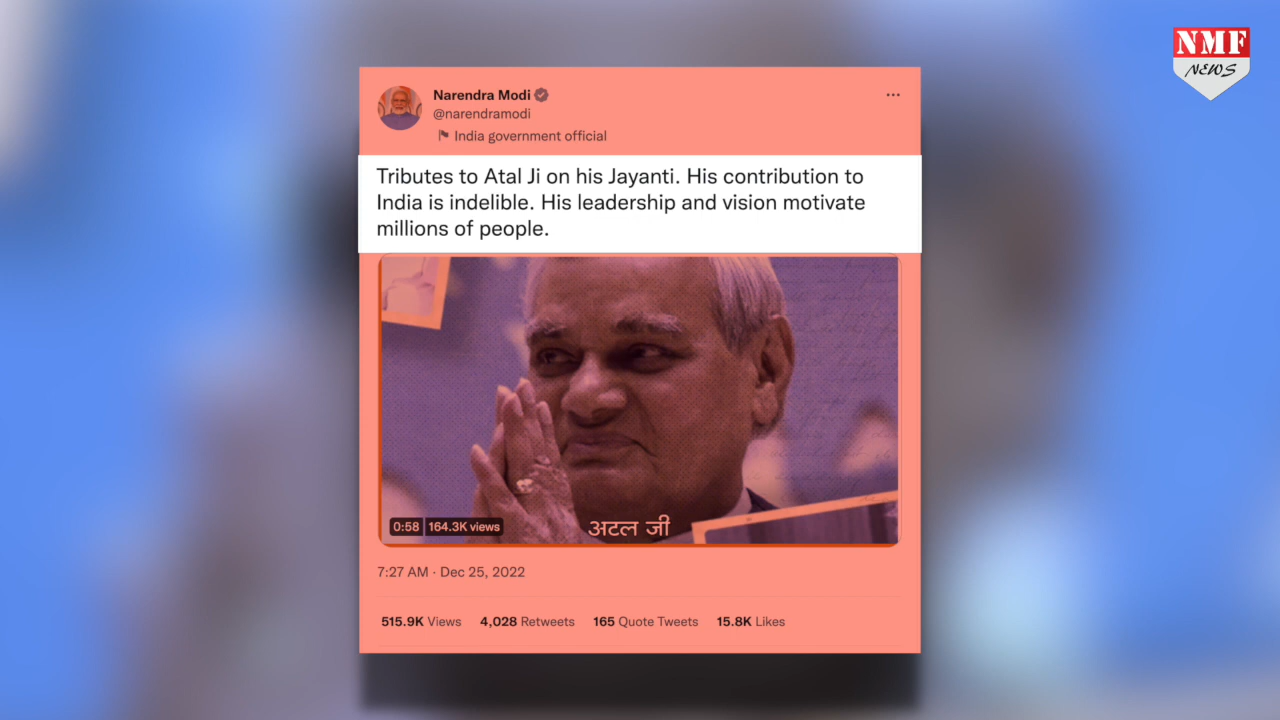 NMF
NEWS
Narendra Modi
@narendramodi
India government official
Tributes to Atal Ji on his Jayanti. His contribution to
India is indelible. His leadership and vision motivate
millions of people.
0:58 164.3K views
अटल जी
7:27 AM · Dec 25, 2022
515.9K Views 4,028 Retweets 165 Quote Tweets 15.8K Likes